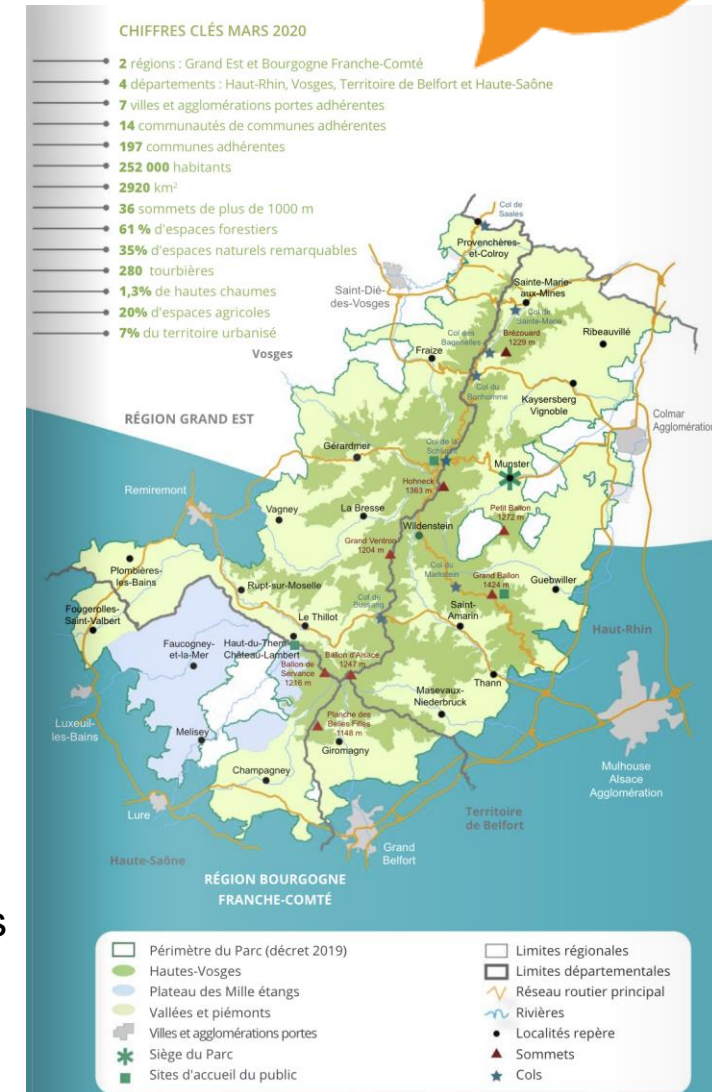 CHIFFRES CLÉS MARS 2020
2 régions : Grand Est et Bourgogne Franche-Comté
4 départements : Haut-Rhin, Vosges, Territoire de Belfort et Haute-Saône
7 villes et agglomérations portes adhérentes
14 communautés de communes adhérentes
197 communes adhérentes
252 000 habitants
2920 km²
36 sommets de plus de 1000 m
61 % d'espaces forestiers
35% d'espaces naturels remarquables
280 tourbières
1,3% de hautes chaumes
20% d'espaces agricoles
7% du territoire urbanisé
Col de
Saales
Provenchères-
et-Colroy
Saint-Dié-
des-Vosges
Sainte-Marie-
aux-Mines
Col de
Sainte-Marie
Col des
Bagenelles
Brézouard
1229 m
Ribeauvillé
Vosges
Fraize
Col du
Bonhomme
Kaysersberg
Vignoble
Colmar
Agglomération
RÉGION GRAND EST
Gérardmer
Col de la
Schlucht
Munster
Hohneck
1363 m
Remiremont
Vagney
La Bresse
Petit Ballon
1272 m
Wildenstein
Grand Ventron
1204 m
Plombières-
les-Bains
Rupt-sur-Moselle
Col du
Markstein
Grand Ballon
1424 m
Guebwiller
Fougerolles-
Saint-Valbert
Le Thillot
Col de
Bussang
Saint-
Amarin
Haut-Rhin
Faucogney-
et-la-Mer
Haut-du-Them-
Château-Lambert
Ballon de
Servance
1216 m
Ballon d'Alsace
1247 m
Thann
Masevaux-
Niederbruck
Luxeuil-
les-Bains
Melisey
Planche des
Belles Filles
1148 m
Giromagny
Mulhouse
Alsace
Agglomération
Champagney
Lure
Territoire
de Belfort
Grand
Belfort
Haute-Saône
RÉGION BOURGOGNE
FRANCHE-COMTÉ
s
Périmètre du Parc (décret 2019)
Hautes-Vosges
Plateau des Mille étangs
Vallées et piémonts
Villes et agglomérations portes
Siège du Parc
Sites d'accueil du public
Limites régionales
Limites départementales
Réseau routier principal
Rivières
Localités repère
Sommets
Cols